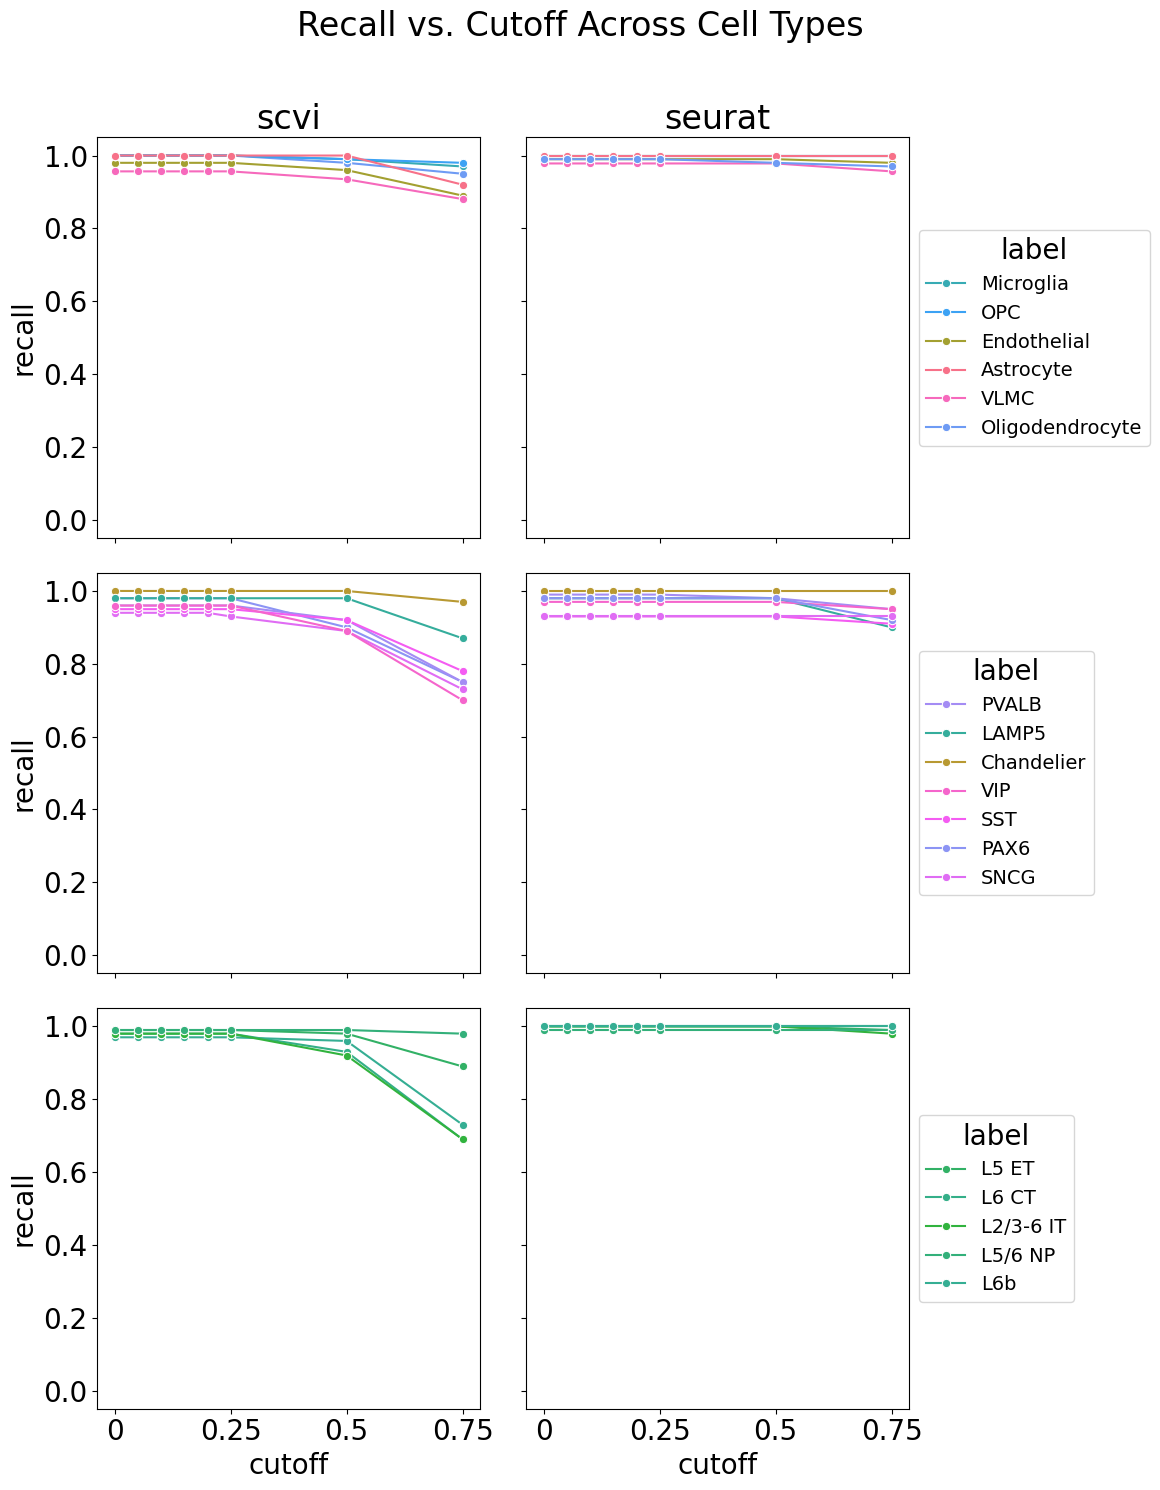 Recall vs. Cutoff Across Cell Types
scvi
seurat
1.0
0.8
0.6
0.4
0.2
0.0
recall
label
Microglia
OPC
Endothelial
Astrocyte
VLMC
Oligodendrocyte
1.0
0.8
0.6
0.4
0.2
0.0
recall
label
PVALB
LAMP5
Chandelier
VIP
SST
PAX6
SNCG
1.0
0.8
0.6
0.4
0.2
0.0
recall
label
L5 ET
L6 CT
L2/3-6 IT
L5/6 NP
L6b
0 0.25 0.5 0.75
cutoff
0 0.25 0.5 0.75
cutoff